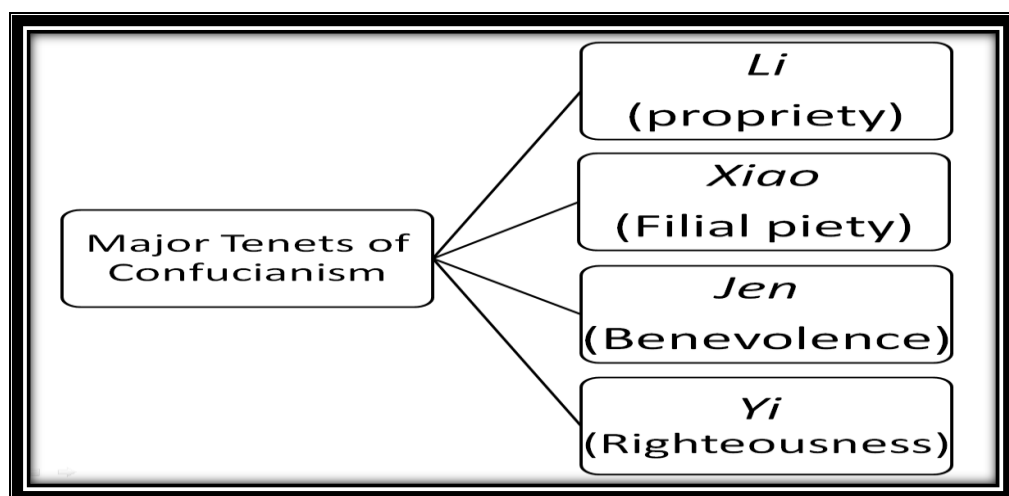 Major Tenets of
Confucianism
Li
(propriety)
Xiao
(Filial piety)
Jen
(Benevolence)
Yi
(Righteousness)